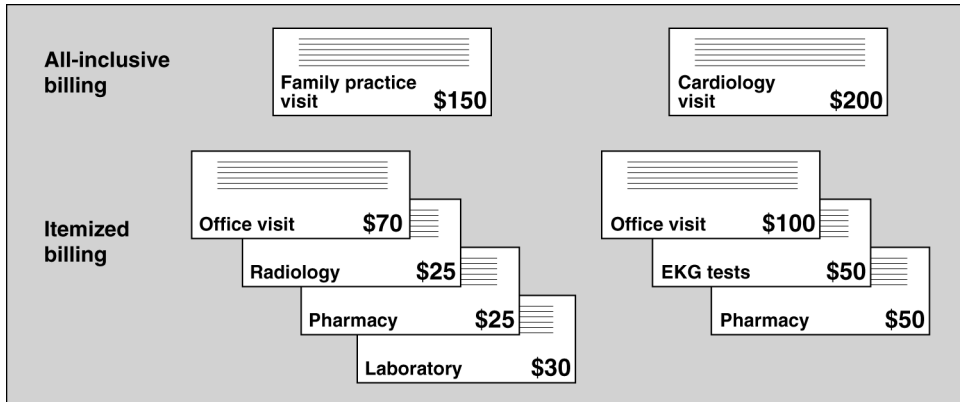 All-inclusive
billing
Family practice
visit $150
Cardiology
visit $200
Itemized
billing
Office visit $70
Radiology $25
Pharmacy $25
Laboratory $30
Office visit $100
EKG tests $50
Pharmacy $50